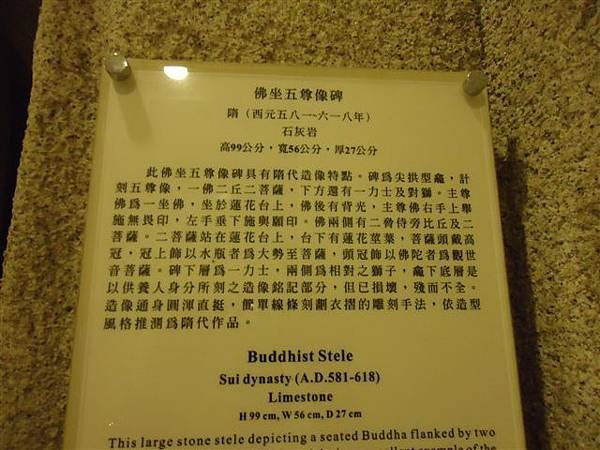 佛坐五尊像碑
隋（西元五八一~六一八年）
石灰岩
高99公分，寬56公分，厚27公分
此佛坐五尊像碑具有隋代造像特點。碑爲尖拱型龕，計
刻五尊像，一佛二丘二菩薩，下方還有一力士及對獅。主尊
佛爲一坐佛，坐於蓮花台上，佛後有背光，主尊佛右手上舉
施無畏印，左手垂下施與願印。佛兩側有二脅侍旁比丘及二
菩薩。二菩薩站在蓮花台上，台下有蓮花莖葉，菩薩頭戴高
冠，冠上飾以水瓶者爲大勢至菩薩，頭冠飾以佛陀者爲觀世
音菩薩。碑下層爲一力士，兩側爲相對之獅子，龕下底層是
以供養人身分所刻之造像銘記部分，但已損壞，殘而不全。
造像通身圓渾直挺，僅單線條刻劃衣摺的雕刻手法，依造型
風格推測爲隋代作品。
Buddhist Stele
Sui dynasty (A.D.581-618)
Limestone
H 99 cm, W 56 cm, D 27 cm
This large stone stele depicting a seated Buddha flanked by two
excellent example of the